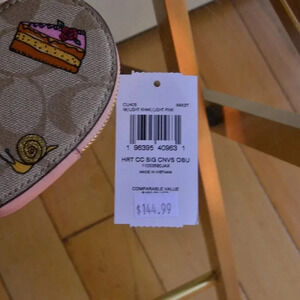 CU405
IM/LIGHT KHAKI/LIGHT PINK
1 96395 40963 1
HRT CC SIG CNVS OSU
MADE IN VIETNAM
COMPARABLE VALUE
$144.99